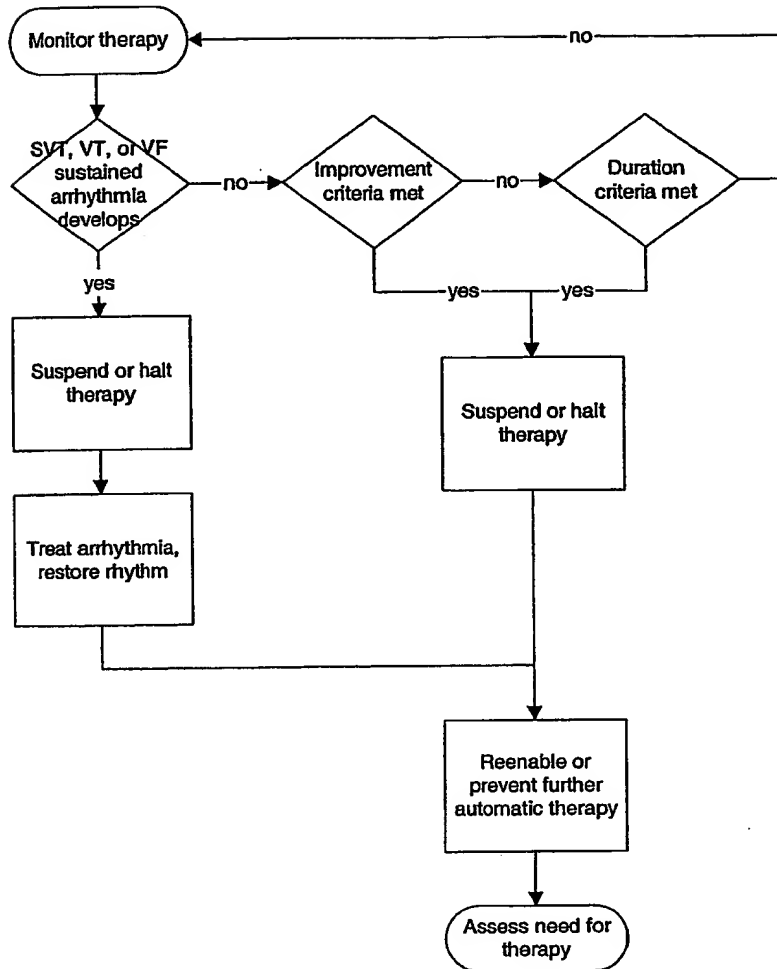 Monitor therapy
no
SVT, VT, or VF
sustained
arrhythmia
develops
no
Improvement
criteria met
no
Duration
criteria met
yes
yes
yes
Suspend or halt
therapy
Suspend or halt
therapy
Treat arrhythmia,
restore rhythm
Reenable or
prevent further
automatic therapy
Assess need for
therapy